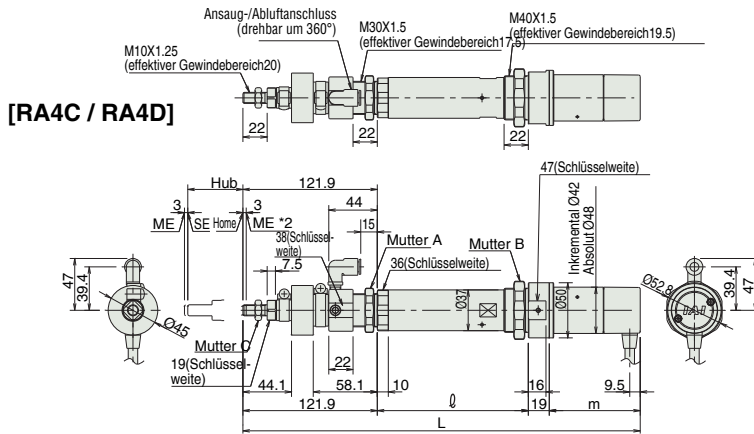 Ansaug-/Abluftanschluss
(drehbar um 360°)
M30X1.5
(effektiver Gewindebereich17.5)
M40X1.5
(effektiver Gewindebereich19.5)
M10X1.25
(effektiver Gewindebereich20)
[RA4C / RA4D]
22
22
22
47(Schlüsselweite)
Hub
121.9
3
3
44
ME
SE
Home
ME *2
15
38(Schlüssel-
weite)
Mutter A
Mutter B
7.5
36(Schlüsselweite)
Inkremental Ø42
Absolut Ø48
47
39.4
Ø45
Ø37
Ø50
Ø52.8
IAI
39.4
47
Mutter C
19(Schlüssel-
weite)
22
44.1
58.1
10
16
9.5
121.9
ℓ
19
m
L